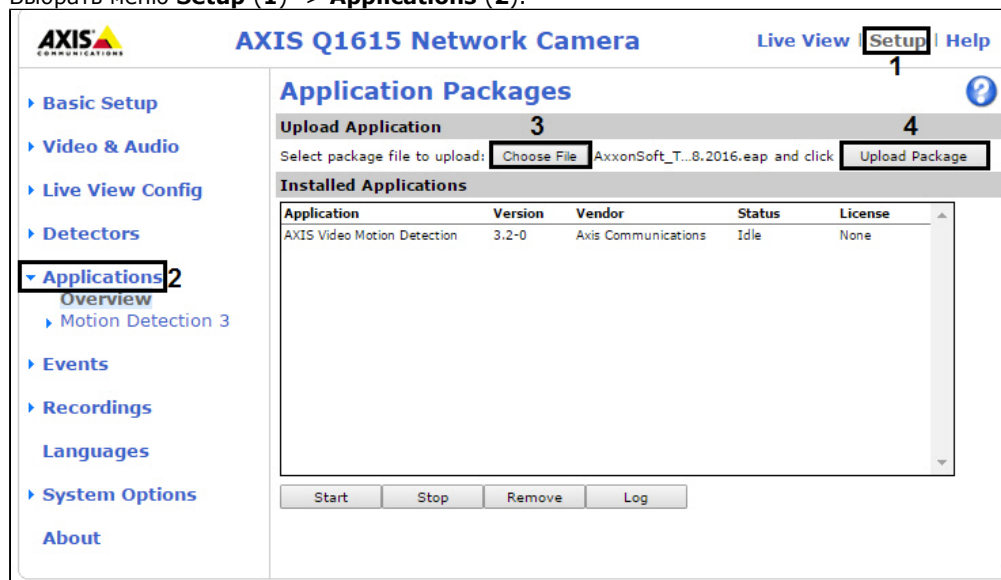 Выбрать меню Setup (1) -> Applications (2).
AXIS
COMMUNICATIONS
AXIS Q1615 Network Camera
Live View | Setup | Help
1
Basic Setup
Video & Audio
Live View Config
Detectors
Applications 2
Overview
Motion Detection 3
Events
Recordings
Languages
System Options
About
Application Packages
?
Upload Application 3 4
Select package file to upload: Choose File AxxonSoft_T...8.2016.eap and click Upload Package
Installed Applications
Application Version Vendor Status License
AXIS Video Motion Detection 3.2-0 Axis Communications Idle None
Start Stop Remove Log